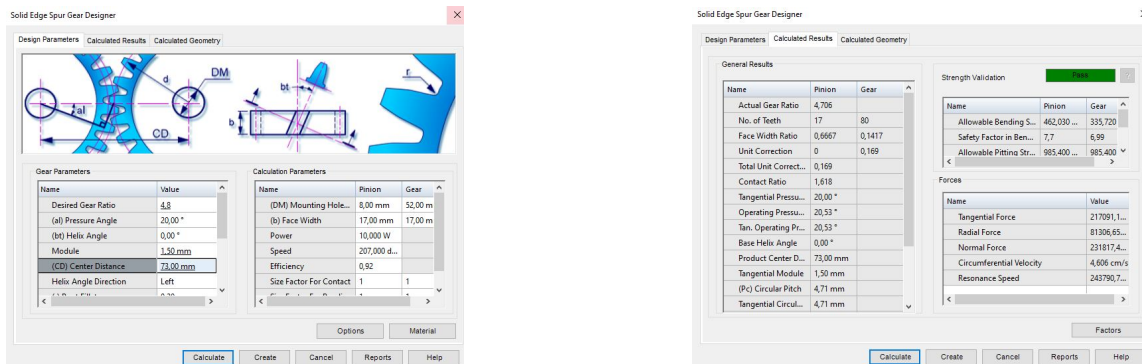 Solid Edge Spur Gear Designer
Design Parameters Calculated Results Calculated Geometry
DM
d
al
CD
bt
b
r
Gear Parameters
Name Value
Desired Gear Ratio 4,8
(al) Pressure Angle 20,00 °
(bt) Helix Angle 0,00 °
Module 1,50 mm
(CD) Center Distance 73,00 mm
Helix Angle Direction Left
Calculation Parameters
Name Pinion Gear
(DM) Mounting Hole... 8,00 mm 52,00 m
(b) Face Width 17,00 mm 17,00 m
Power 10,000 W
Speed 207,000 d...
Efficiency 0,92
Size Factor For Contact 1 1
Options Material
Calculate Create Cancel Reports Help
Solid Edge Spur Gear Designer
Design Parameters Calculated Results Calculated Geometry
General Results
Name Pinion Gear
Actual Gear Ratio 4,706
No. of Teeth 17 80
Face Width Ratio 0,6667 0,1417
Unit Correction 0 0,169
Total Unit Correct... 0,169
Contact Ratio 1,618
Tangential Pressu... 20,00 °
Operating Pressu... 20,53 °
Tan. Operating Pr... 20,53 °
Base Helix Angle 0,00 °
Product Center D... 73,00 mm
Tangential Module 1,50 mm
(Pc) Circular Pitch 4,71 mm
Tangential Circul... 4,71 mm
Strength Validation Pass
Name Pinion Gear
Allowable Bending S... 462,030 ... 335,720
Safety Factor in Ben... 7,7 6,99
Allowable Pitting Str... 985,400 ... 985,400
Forces
Name Value
Tangential Force 217091,1...
Radial Force 81306,65...
Normal Force 231817,4...
Circumferential Velocity 4,606 cm/s
Resonance Speed 243790,7...
Factors
Calculate Create Cancel Reports Help